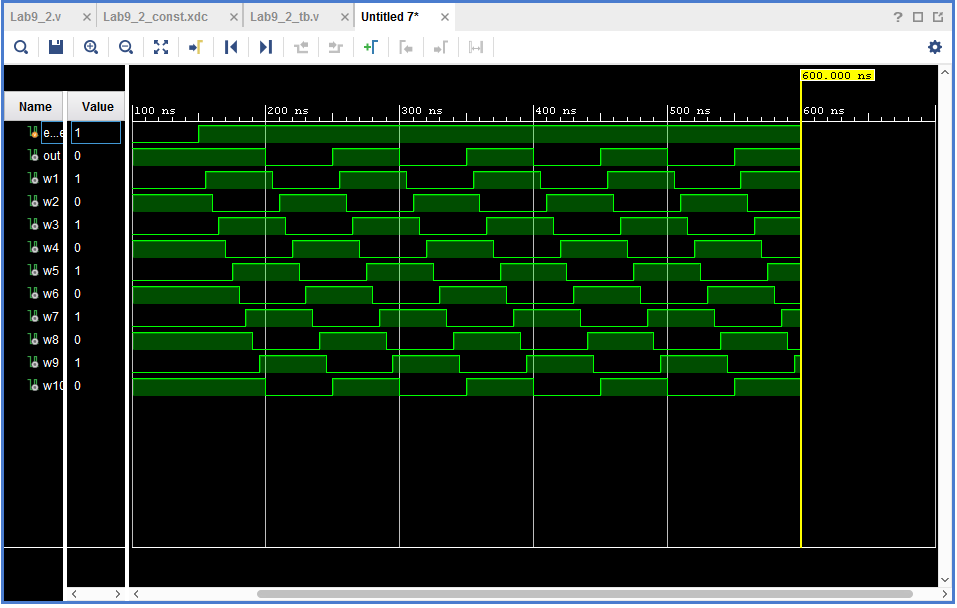 Lab9_2.v Lab9_2_const.xdc Lab9_2_tb.v Untitled 7*
600.000 ns
Name Value
100 ns 200 ns 300 ns 400 ns 500 ns 600 ns
e...e 1
out 0
w1 1
w2 0
w3 1
w4 0
w5 1
w6 0
w7 1
w8 0
w9 1
w10 0